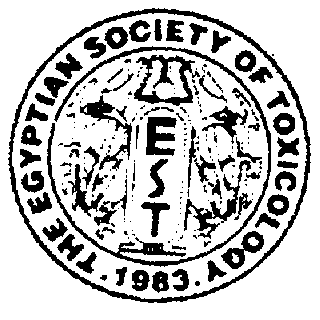 THE EGYPTIAN SOCIETY OF TOXICOLOGY
. 1983 .
EST